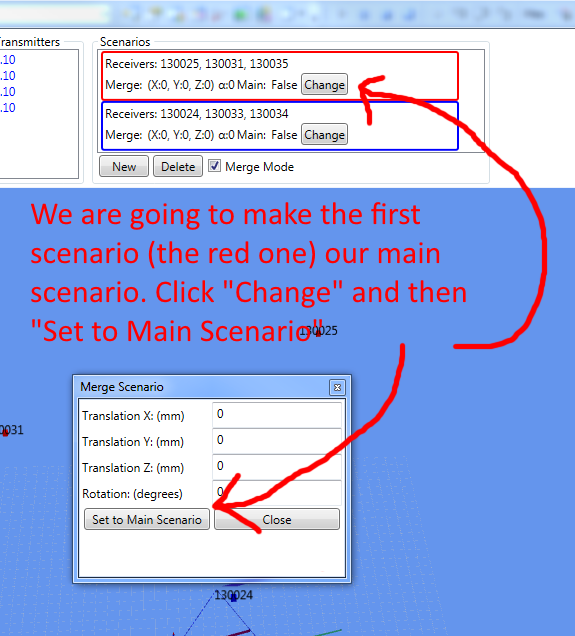 Transmitters
Scenarios
.10
.10
.10
.10
Receivers: 130025, 130031, 130035
Merge: (X:0, Y:0, Z:0) α:0 Main: False Change
Receivers: 130024, 130033, 130034
Merge: (X:0, Y:0, Z:0) α:0 Main: False Change
New Delete Merge Mode
We are going to make the first
scenario (the red one) our main
scenario. Click "Change" and then
"Set to Main Scenario"
130025
Merge Scenario
Translation X: (mm) 0
Translation Y: (mm) 0
Translation Z: (mm) 0
Rotation: (degrees) 0
Set to Main Scenario Close
0031
130024